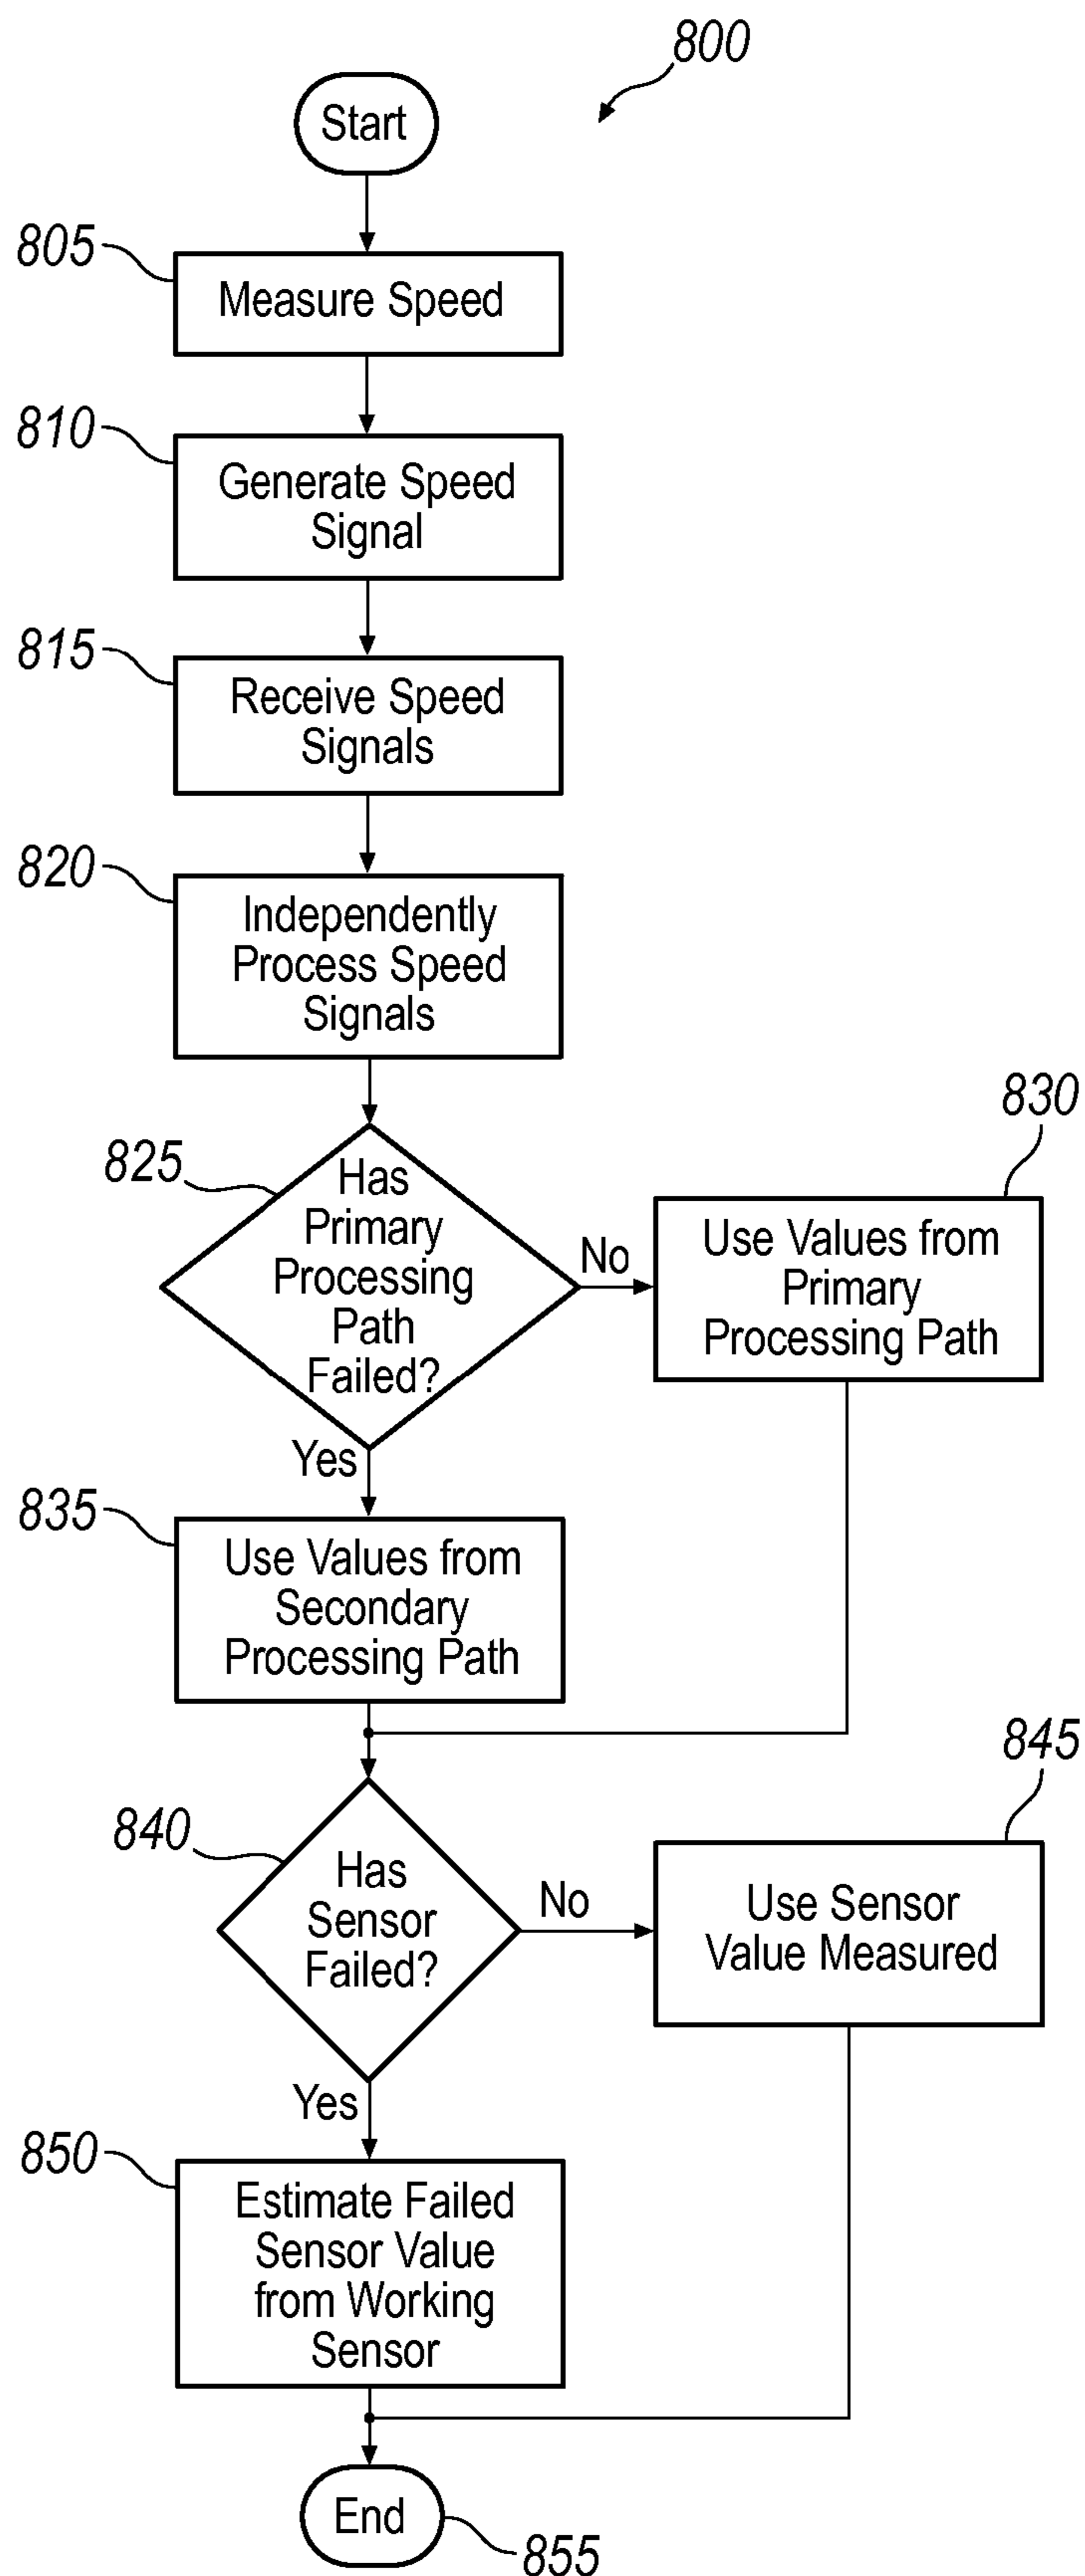 800
Start
805
Measure Speed
810
Generate Speed
Signal
815
Receive Speed
Signals
820
Independently
Process Speed
Signals
825
Has
Primary
Processing
Path
Failed?
No
830
Use Values from
Primary
Processing Path
Yes
835
Use Values from
Secondary
Processing Path
840
Has
Sensor
Failed?
No
845
Use Sensor
Value Measured
Yes
850
Estimate Failed
Sensor Value
from Working
Sensor
End
855